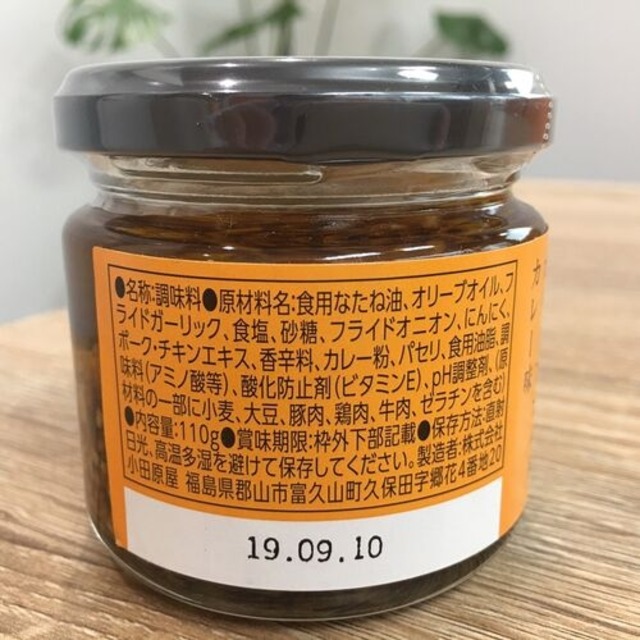 ●名称:調味料●原材料名:食用なたね油、オリーブオイル、フ
ライドガーリック、食塩、砂糖、フライドオニオン、にんにく、
ポーク・チキンエキス、香辛料、カレー粉、パセリ、食用油脂、調
味料(アミノ酸等)、酸化防止剤(ビタミンE)、pH調整剤、(原
材料の一部に小麦、大豆、豚肉、鶏肉、牛肉、ゼラチンを含む)
●内容量:110g●賞味期限:枠外下部記載●保存方法:直射
日光、高温多湿を避けて保存してください。製造者:株式会社
小田原屋 福島県郡山市富久山町久保田字郷花4番地20
19.09.10
カレー味